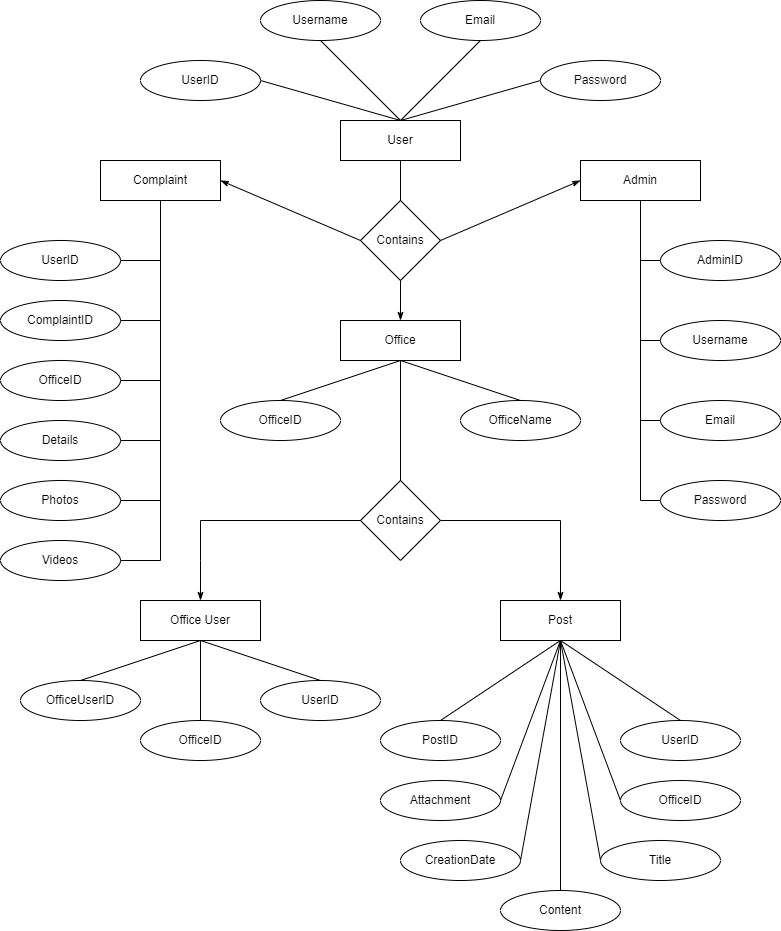 Username
Email
UserID
Password
User
Complaint
Admin
Contains
UserID
AdminID
ComplaintID
Office
Username
OfficeID
OfficeID
OfficeName
Email
Details
Photos
Password
Contains
Videos
Office User
Post
OfficeUserID
UserID
OfficeID
PostID
UserID
Attachment
OfficeID
CreationDate
Title
Content